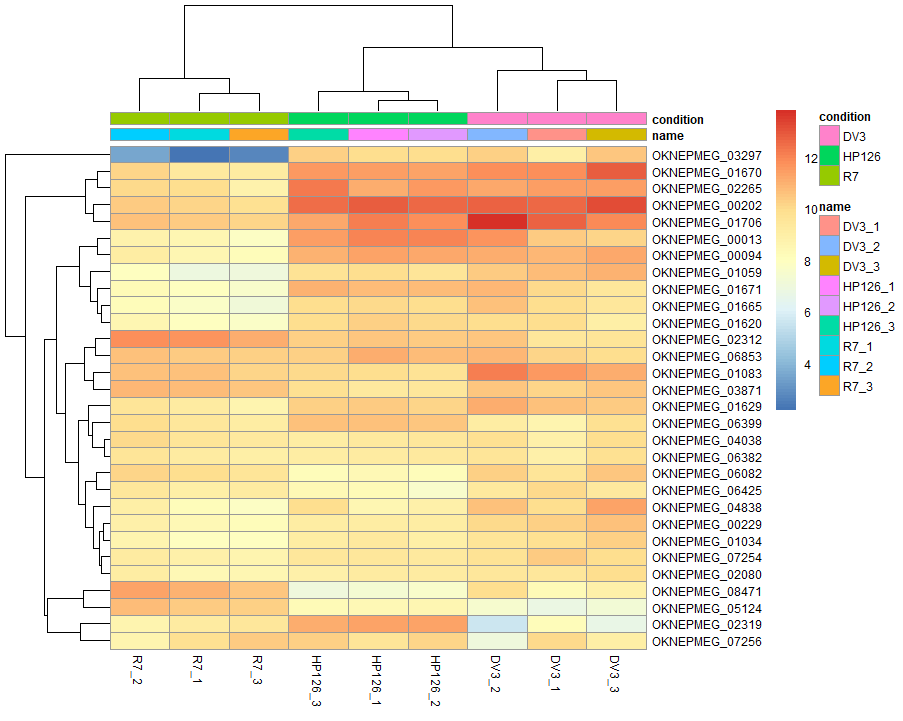 condition
name
OKNEPMEG_03297
OKNEPMEG_01670
OKNEPMEG_02265
OKNEPMEG_00202
OKNEPMEG_01706
OKNEPMEG_00013
OKNEPMEG_00094
OKNEPMEG_01059
OKNEPMEG_01671
OKNEPMEG_01665
OKNEPMEG_01620
OKNEPMEG_02312
OKNEPMEG_06853
OKNEPMEG_01083
OKNEPMEG_03871
OKNEPMEG_01629
OKNEPMEG_06399
OKNEPMEG_04038
OKNEPMEG_06382
OKNEPMEG_06082
OKNEPMEG_06425
OKNEPMEG_04838
OKNEPMEG_00229
OKNEPMEG_01034
OKNEPMEG_07254
OKNEPMEG_02080
OKNEPMEG_08471
OKNEPMEG_05124
OKNEPMEG_02319
OKNEPMEG_07256
R7_2
R7_1
R7_3
HP126_3
HP126_1
HP126_2
DV3_2
DV3_1
DV3_3
12
10
8
6
4
condition
DV3
HP126
R7
name
DV3_1
DV3_2
DV3_3
HP126_1
HP126_2
HP126_3
R7_1
R7_2
R7_3